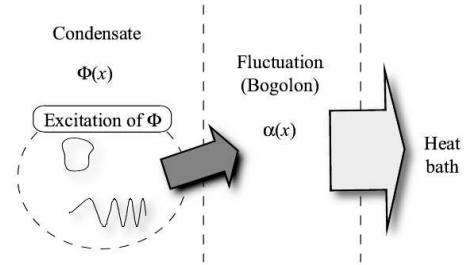 Condensate
Φ(x)
Excitation of Φ
Fluctuation
(Bogolon)
α(x)
Heat
bath